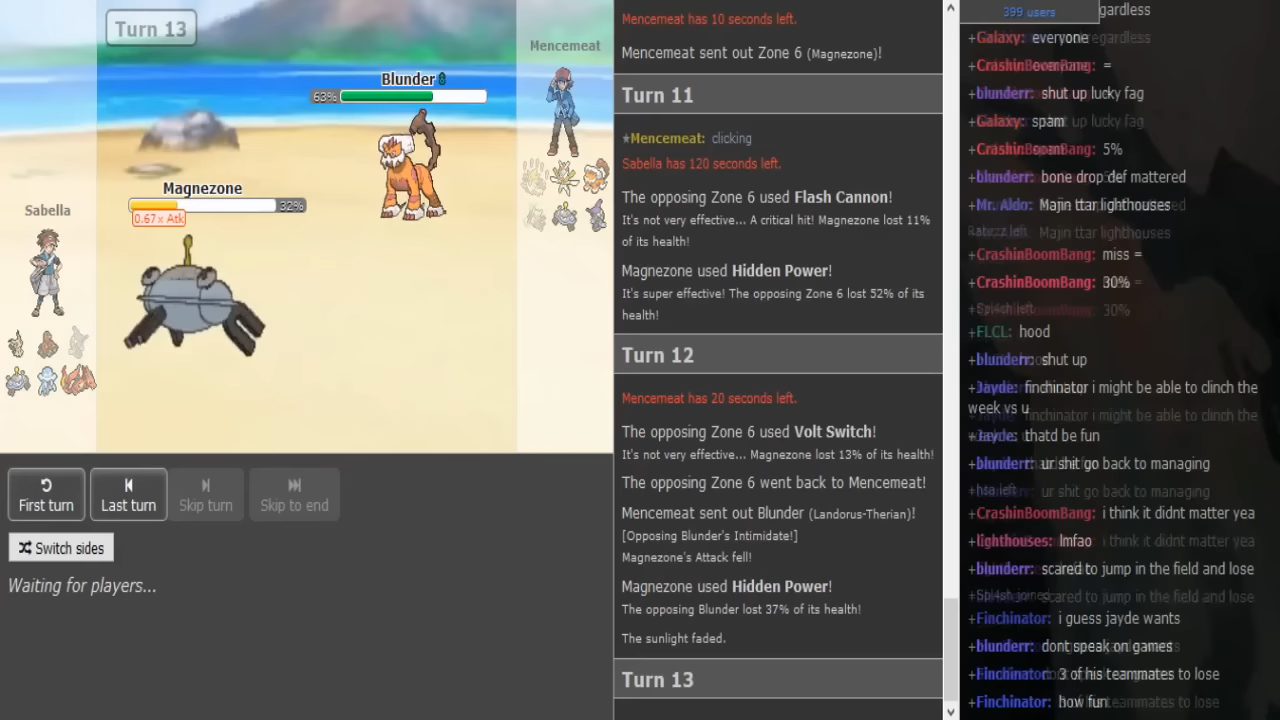 Turn 13
Blunder
63%
Mencemeat
Magnezone
32%
0.67x Atk
Sabella
First turn
Last turn
Skip turn
Skip to end
Switch sides
Waiting for players...
Mencemeat has 10 seconds left.
Mencemeat sent out Zone 6 (Magnezone)!
Turn 11
★Mencemeat: clicking
Sabella has 120 seconds left.
The opposing Zone 6 used Flash Cannon!
It's not very effective... A critical hit! Magnezone lost 11%
of its health!
Magnezone used Hidden Power!
It's super effective! The opposing Zone 6 lost 52% of its
health!
Turn 12
Mencemeat has 20 seconds left.
The opposing Zone 6 used Volt Switch!
It's not very effective... Magnezone lost 13% of its health!
The opposing Zone 6 went back to Mencemeat!
Mencemeat sent out Blunder (Landorus-Therian)!
[Opposing Blunder's Intimidate!]
Magnezone's Attack fell!
Magnezone used Hidden Power!
The opposing Blunder lost 37% of its health!
The sunlight faded.
Turn 13
399 users
gardless
+Galaxy: everyone
+CrashinBoomBang: =
+blunderr: shut up lucky fag
+Galaxy: spam
+CrashinBoomBang: 5%
+blunderr: bone drop def mattered
+Mr. Aldo: Majin ttar lighthouses
+CrashinBoomBang: miss =
+CrashinBoomBang: 30%
+FLCL: hood
+blunderr: shut up
+Jayde: finchinator i might be able to clinch the
week vs u
+Jayde: thatd be fun
+blunderr: ur shit go back to managing
+CrashinBoomBang: i think it didnt matter yea
+lighthouses: lmfao
+blunderr: scared to jump in the field and lose
+Finchinator: i guess jayde wants
+blunderr: dont speak on games
+Finchinator: 3 of his teammates to lose
+Finchinator: how fun